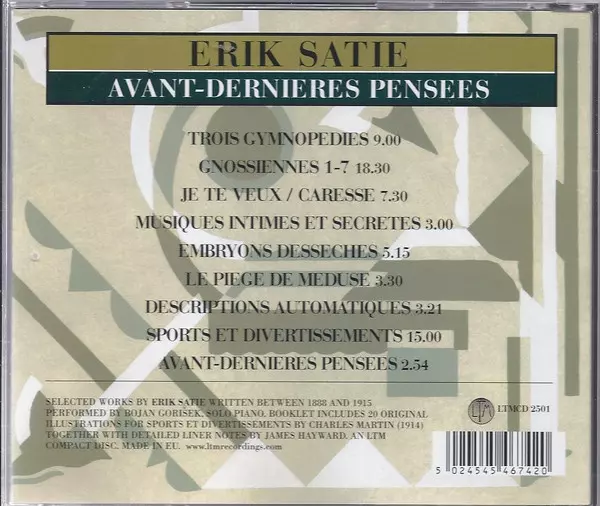 ERIK SATIE
AVANT-DERNIERES PENSEES
TROIS GYMNOPEDIES 9.00
GNOSSIENNES 1-7 18.30
JE TE VEUX / CARESSE 7.30
MUSIQUES INTIMES ET SECRETES 3.00
EMBRYONS DESSECHES 5.15
LE PIEGE DE MEDUSE 3.30
DESCRIPTIONS AUTOMATIQUES 3.21
SPORTS ET DIVERTISSEMENTS 15.00
AVANT-DERNIERES PENSEES 2.54
SELECTED WORKS BY ERIK SATIE WRITTEN BETWEEN 1888 AND 1915
PERFORMED BY BOJAN GORIŠEK, SOLO PIANO. BOOKLET INCLUDES 20 ORIGINAL
ILLUSTRATIONS FOR SPORTS ET DIVERTISSEMENTS BY CHARLES MARTIN (1914)
TOGETHER WITH DETAILED LINER NOTES BY JAMES HAYWARD. AN LTM
COMPACT DISC. MADE IN EU. www.ltmrecordings.com
LTM
LTMCD 2501
5 024545 467420